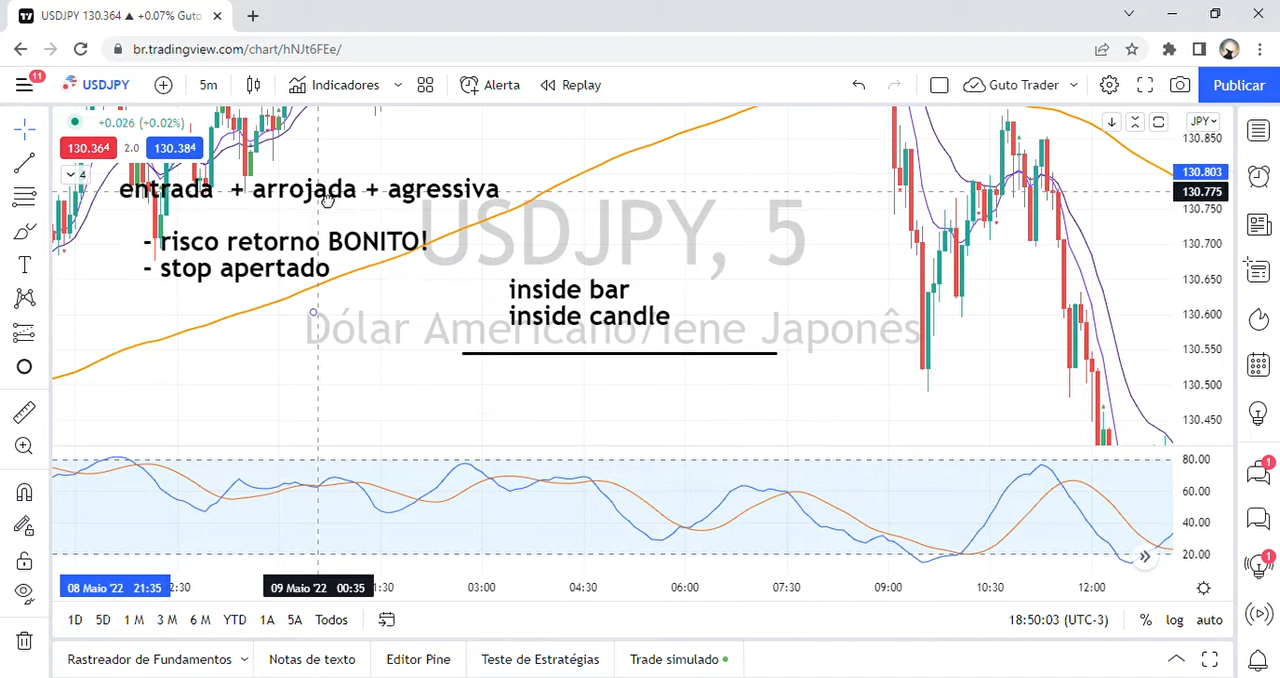 USDJPY 130.364 ▲ +0.07% Guto
br.tradingview.com/chart/hNJt6FEe/
11
USDJPY
5m
Indicadores
Alerta
Replay
Guto Trader
Publicar
+0.026 (+0.02%)
130.364 2.0 130.384
4
JPY
entrada + arrojada + agressiva
- risco retorno BONITO!
- stop apertado
inside bar
inside candle
USDJPY, 5
Dólar Americano/Iene Japonês
130.850
130.803
130.775
130.750
130.700
130.650
130.600
130.550
130.500
130.450
80.00
60.00
40.00
20.00
08 Maio '22 21:35 2:30 09 Maio '22 00:35 1:30 03:00 04:30 06:00 07:30 09:00 10:30 12:00
1D 5D 1 M 3 M 6 M YTD 1A 5A Todos 18:50:03 (UTC-3) % log auto
Rastreador de Fundamentos Notas de texto Editor Pine Teste de Estratégias Trade simulado
1
1